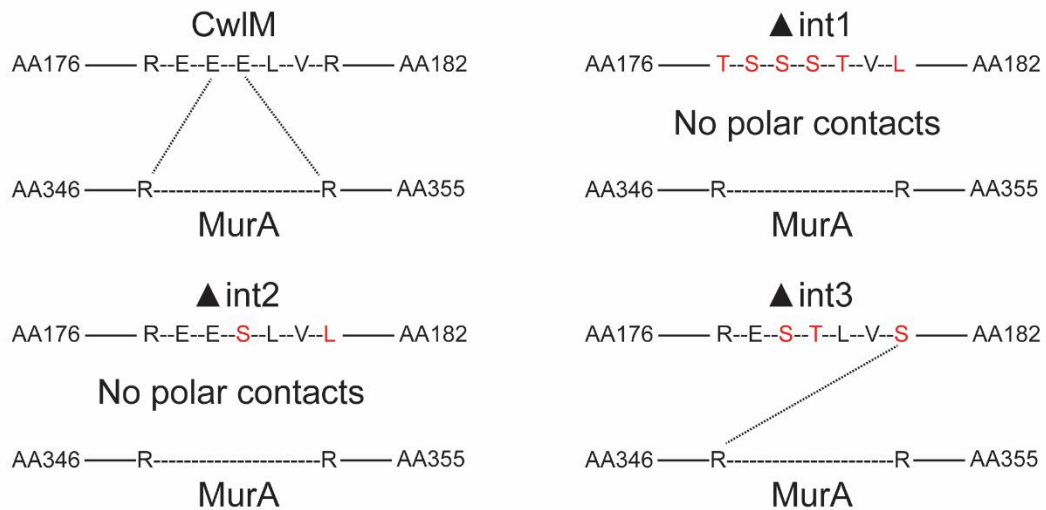 CwlM
AA176 R--E--E--E--L--V--R AA182
AA346 R----------------------R AA355
MurA
▲int1
AA176 T--S--S--S--T--V--L AA182
No polar contacts
AA346 R----------------------R AA355
MurA
▲int2
AA176 R--E--E--S--L--V--L AA182
No polar contacts
AA346 R----------------------R AA355
MurA
▲int3
AA176 R--E--S--T--L--V--S AA182
AA346 R----------------------R AA355
MurA